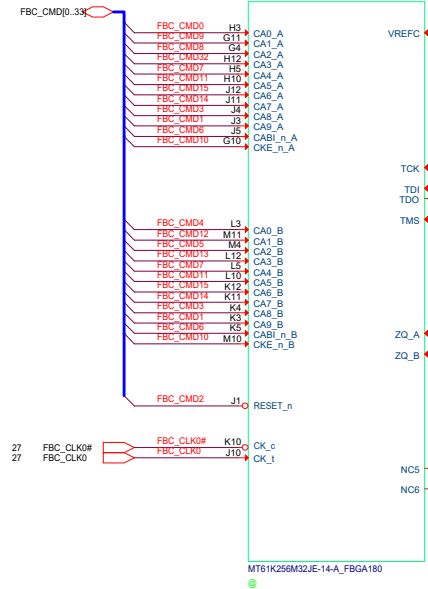 FBC_CMD[0..33]
FBC_CMD0 H3 CA0_A VREFC
FBC_CMD9 G11 CA1_A
FBC_CMD8 G4 CA2_A
FBC_CMD32 H12 CA3_A
FBC_CMD7 H5 CA4_A
FBC_CMD11 H10 CA5_A
FBC_CMD15 J12 CA6_A
FBC_CMD14 J11 CA7_A
FBC_CMD3 J4 CA8_A
FBC_CMD1 J3 CA9_A
FBC_CMD6 J5 CABI_n_A
FBC_CMD10 G10 CKE_n_A
TCK
TDI
TDO
TMS
FBC_CMD4 L3 CA0_B
FBC_CMD12 M11 CA1_B
FBC_CMD5 M4 CA2_B
FBC_CMD13 L12 CA3_B
FBC_CMD7 L5 CA4_B
FBC_CMD11 L10 CA5_B
FBC_CMD15 K12 CA6_B
FBC_CMD14 K11 CA7_B
FBC_CMD3 K4 CA8_B
FBC_CMD1 K3 CA9_B
FBC_CMD6 K5 CABI_n_B
FBC_CMD10 M10 CKE_n_B
ZQ_A
ZQ_B
FBC_CMD2 J1 RESET_n
27 FBC_CLK0# FBC_CLK0# K10 CK_c
27 FBC_CLK0 FBC_CLK0 J10 CK_t
NC5
NC6
MT61K256M32JE-14-A_FBGA180
@